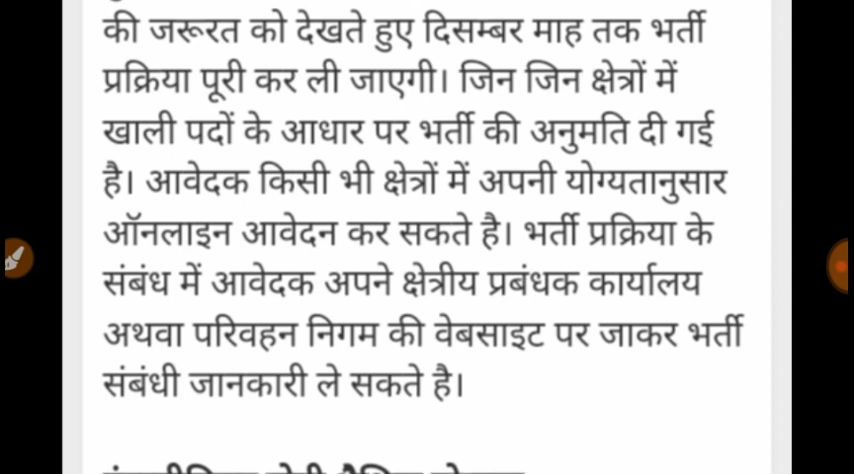 की जरूरत को देखते हुए दिसम्बर माह तक भर्ती
प्रक्रिया पूरी कर ली जाएगी। जिन जिन क्षेत्रों में
खाली पदों के आधार पर भर्ती की अनुमति दी गई
है। आवेदक किसी भी क्षेत्रों में अपनी योग्यतानुसार
ऑनलाइन आवेदन कर सकते है। भर्ती प्रक्रिया के
संबंध में आवेदक अपने क्षेत्रीय प्रबंधक कार्यालय
अथवा परिवहन निगम की वेबसाइट पर जाकर भर्ती
संबंधी जानकारी ले सकते है।